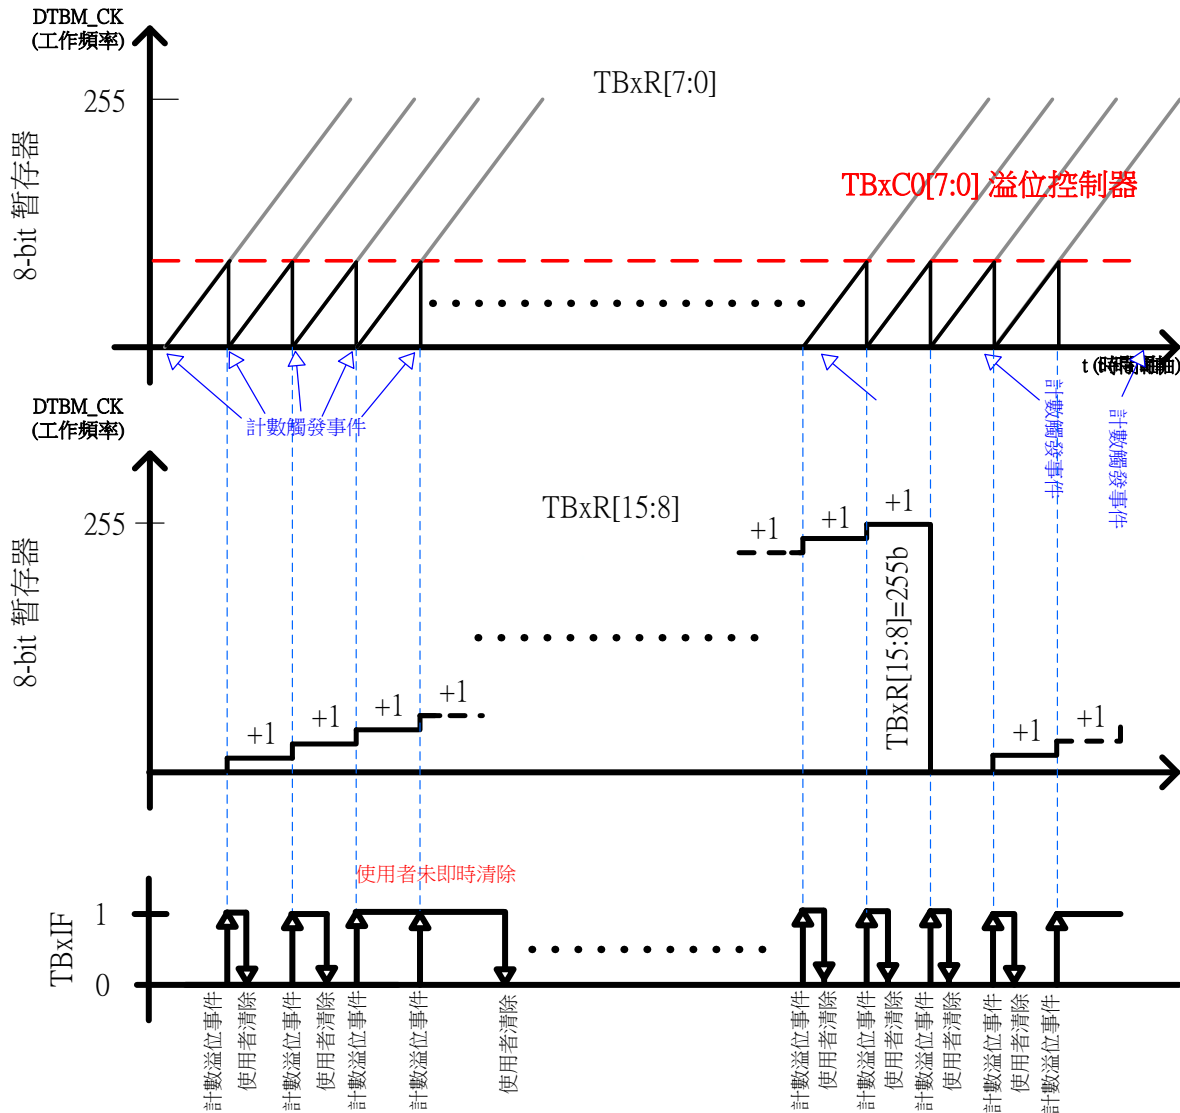 DTBM_CK
(工作頻率)
255
TBxR[7:0]
8-bit 暫存器
TBxC0[7:0] 溢位控制器
計數觸發事件
計數觸發事件
計數觸發事件
DTBM_CK
(工作頻率)
255
TBxR[15:8]
8-bit 暫存器
+1
+1
+1
+1
+1
+1
+1
TBxR[15:8]=255b
+1
+1
使用者未即時清除
TBxIF
1
0
計數溢位事件
使用者清除
計數溢位事件
使用者清除
計數溢位事件
計數溢位事件
使用者清除
計數溢位事件
使用者清除
計數溢位事件
使用者清除
計數溢位事件
使用者清除
計數溢位事件
使用者清除
計數溢位事件